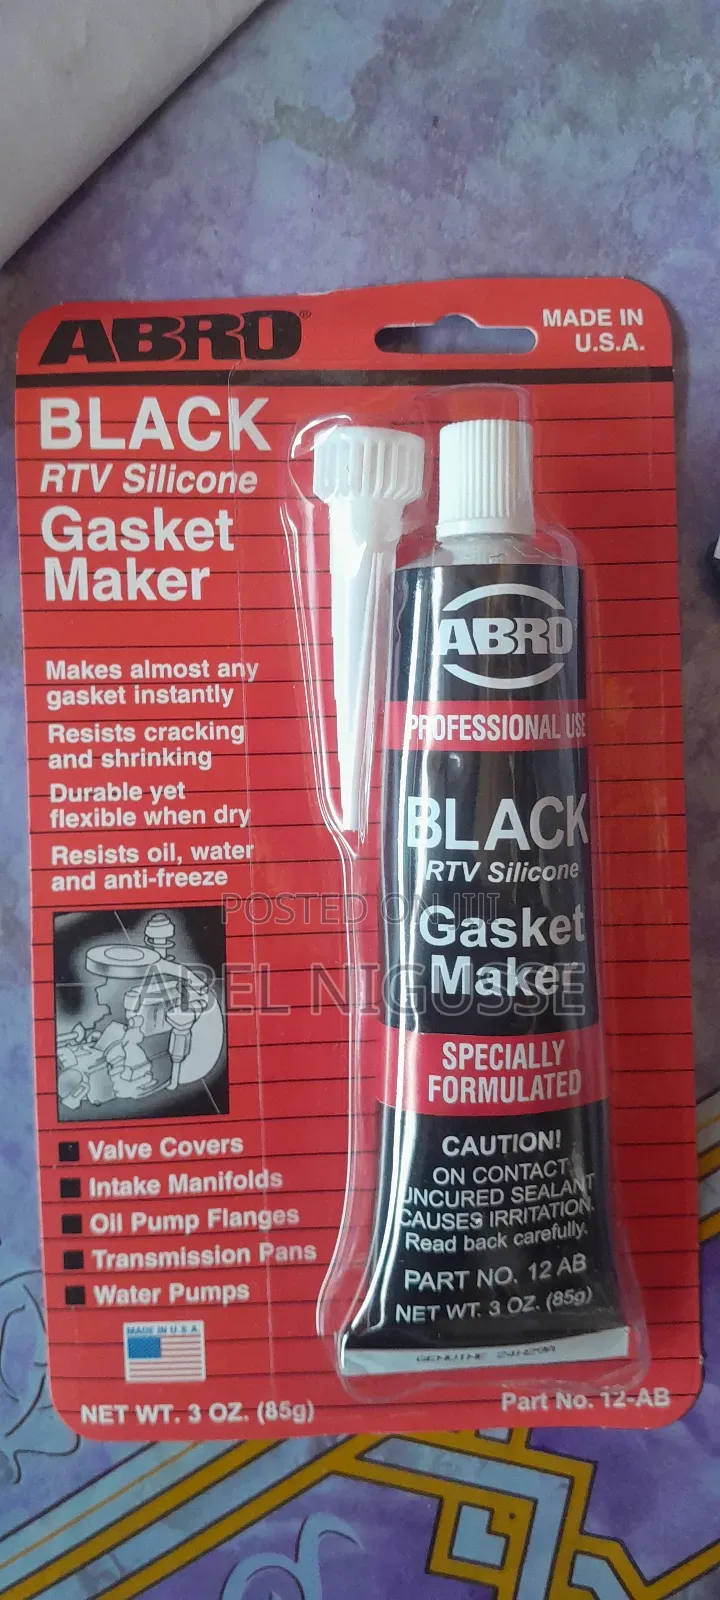 ABRO®
MADE IN
U.S.A.
BLACK
RTV Silicone
Gasket
Maker
Makes almost any
gasket instantly
Resists cracking
and shrinking
Durable yet
flexible when dry
Resists oil, water
and anti-freeze
Valve Covers
Intake Manifolds
Oil Pump Flanges
Transmission Pans
Water Pumps
MADE IN U.S.A
NET WT. 3 OZ. (85g)
Part No. 12-AB
ABRO
PROFESSIONAL USE
BLACK
RTV Silicone
Gasket
Maker
SPECIALLY
FORMULATED
CAUTION!
ON CONTACT
UNCURED SEALANT
CAUSES IRRITATION.
Read back carefully.
PART NO. 12 AB
NET WT. 3 OZ. (85g)
GENUINE 24H29A
POSTED ON JIJI
ABEL NIGUSSE